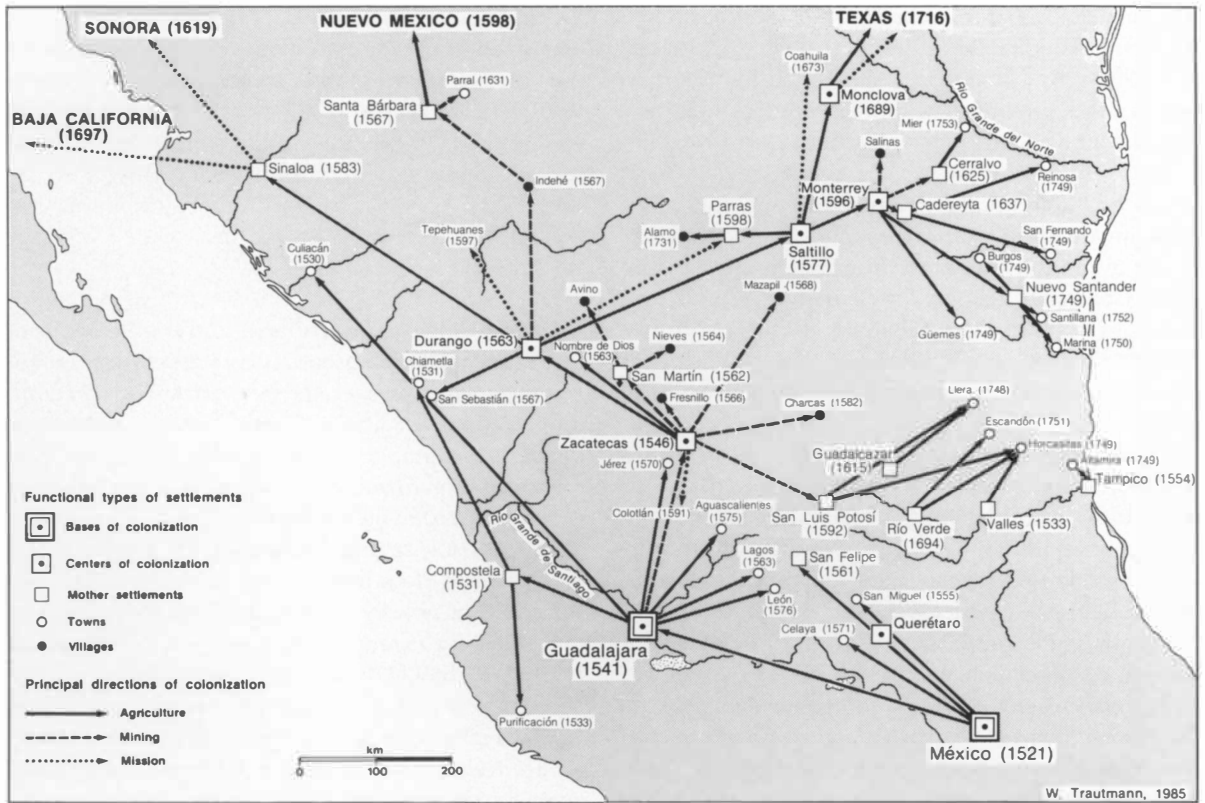 SONORA (1619)
NUEVO MEXICO (1598)
TEXAS (1716)
BAJA CALIFORNIA
(1697)
Parral (1631)
Santa Bárbara
(1567)
Coahuila
(1673)
Monclova
(1689)
Rio Grande del Norte
Mier (1753)
Sinaloa (1583)
Indehé (1567)
Salinas
Cerralvo
(1625)
Reinosa
(1749)
Monterrey
(1596)
Cadereyta (1637)
Parras
(1598)
Tepehuanes
(1597)
Alamo
(1731)
Saltillo
(1577)
San Fernando
(1749)
Culiacán
(1530)
Burgos
(1749)
Avino
Mazapil (1568)
Nuevo Santander
(1749)
Santillana (1752)
Güemes (1749)
Marina (1750)
Durango (1563)
Nombre de Dios
(1563)
Nieves (1564)
San Martín (1562)
Chiametla
(1531)
San Sebastián (1567)
Fresnillo (1566)
Charcas (1582)
Llera (1748)
Escandón (1751)
Zacatecas (1546)
Guadalcazar
(1615)
Horcasitas (1749)
Altamira (1749)
Jérez (1570)
Tampico (1554)
Colotlán (1591)
Aguascalientes
(1575)
San Luis Potosí
(1592)
Río Verde
(1694)
Valles (1533)
Rio Grande de Santiago
Compostela
(1531)
Lagos
(1563)
San Felipe
(1561)
León
(1576)
San Miguel (1555)
Celaya (1571)
Querétaro
Guadalajara
(1541)
Purificación (1533)
México (1521)
Functional types of settlements
Bases of colonization
Centers of colonization
Mother settlements
Towns
Villages
Principal directions of colonization
Agriculture
Mining
Mission
km
0 100 200
W. Trautmann, 1985